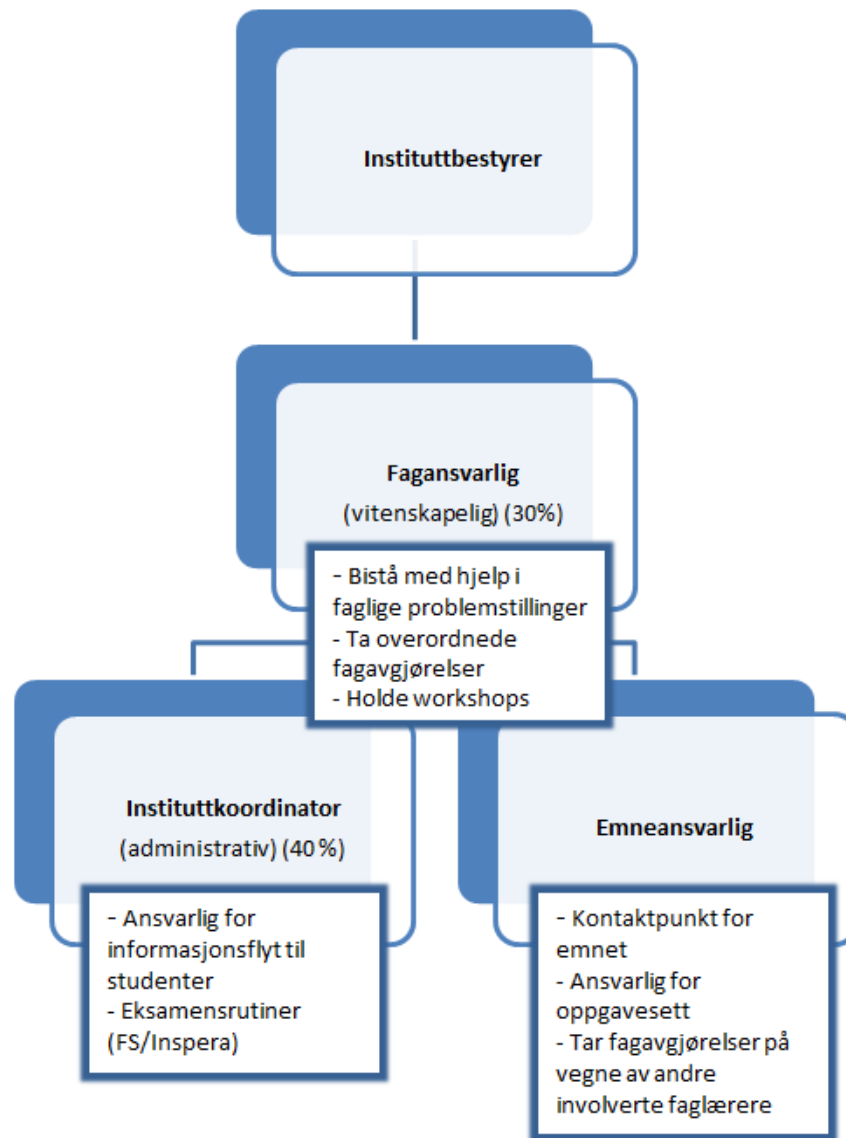 Instituttbestyrer
Fagansvarlig
(vitenskapelig) (30%)
- Bistå med hjelp i
faglige problemstillinger
- Ta overordnede
fagavgjørelser
- Holde workshops
Instituttkoordinator
(administrativ) (40 %)
- Ansvarlig for
informasjonsflyt til
studenter
- Eksamensrutiner
(FS/Inspera)
Emneansvarlig
- Kontaktpunkt for
emnet
- Ansvarlig for
oppgavesett
- Tar fagavgjørelser på
vegne av andre
involverte faglærere